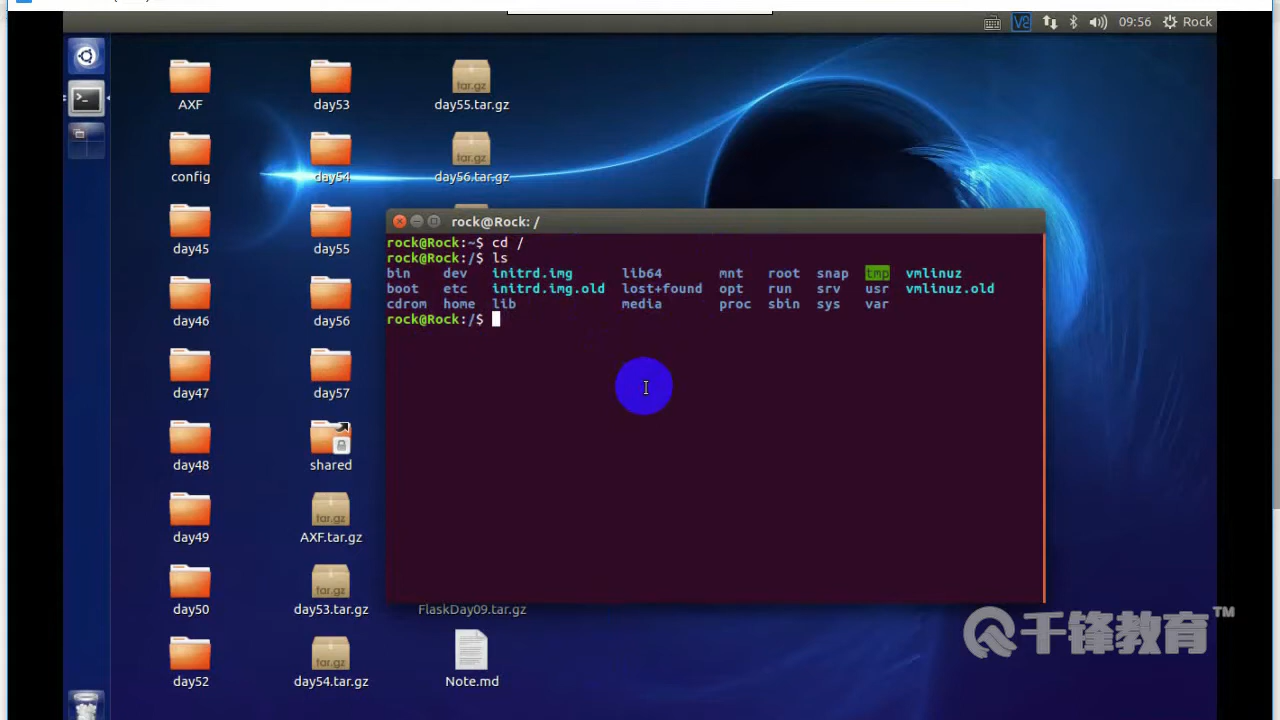 09:56 Rock
AXF
day53
day55.tar.gz
config
day54
day56.tar.gz
day45
day55
day46
day56
day47
day57
day48
shared
day49
AXF.tar.gz
day50
day53.tar.gz
FlaskDay09.tar.gz
day52
day54.tar.gz
Note.md
rock@Rock: /
rock@Rock:~$ cd /
rock@Rock:/$ ls
bin dev initrd.img lib64 mnt root snap tmp vmlinuz
boot etc initrd.img.old lost+found opt run srv usr vmlinuz.old
cdrom home lib media proc sbin sys var
rock@Rock:/$
千锋教育™